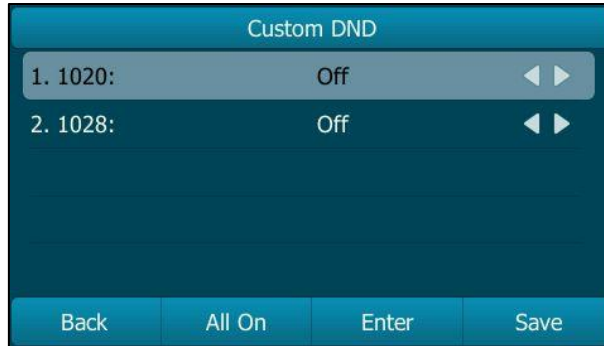 Custom DND
1. 1020: Off
2. 1028: Off
Back All On Enter Save